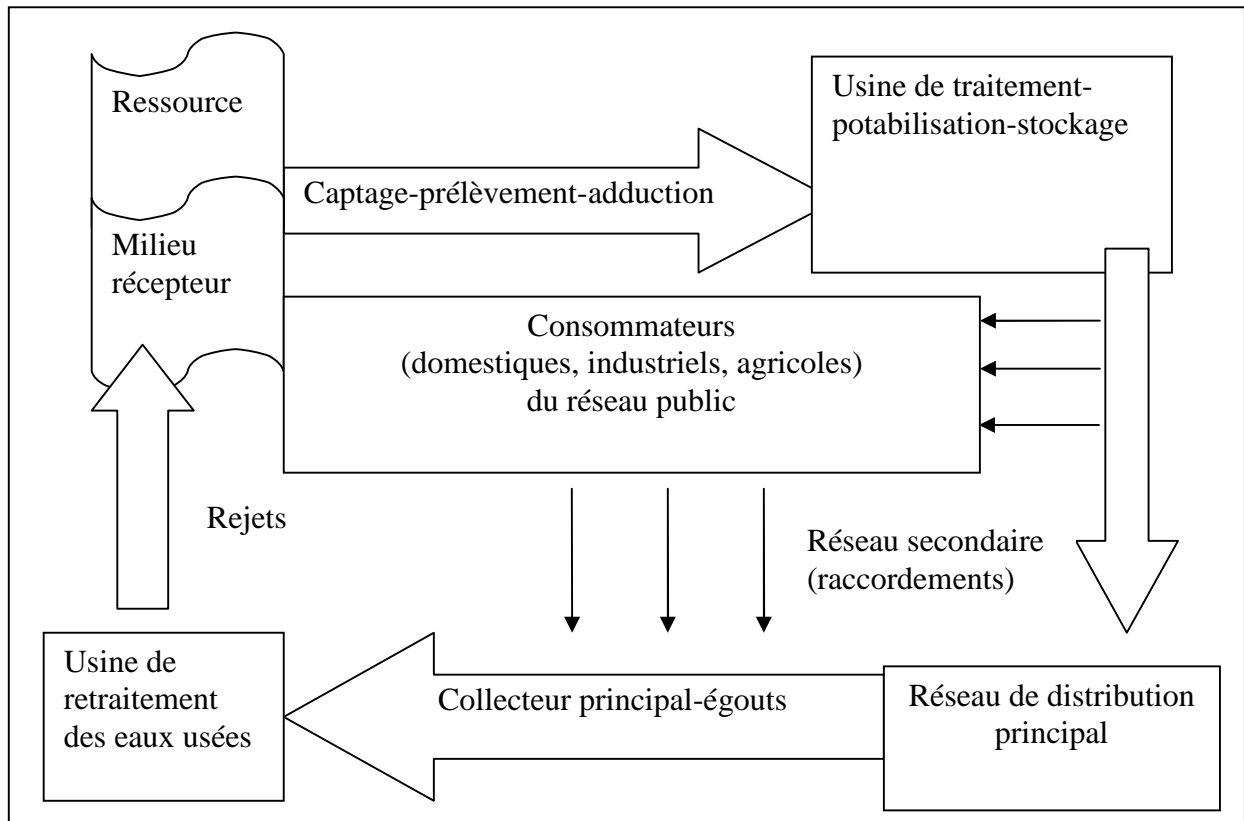 Ressource
Usine de traitement-
potabilisation-stockage
Captage-prélèvement-adduction
Milieu
récepteur
Consommateurs
(domestiques, industriels, agricoles)
du réseau public
Rejets
Réseau secondaire
(raccordements)
Usine de
retraitement
des eaux usées
Collecteur principal-égouts
Réseau de distribution
principal